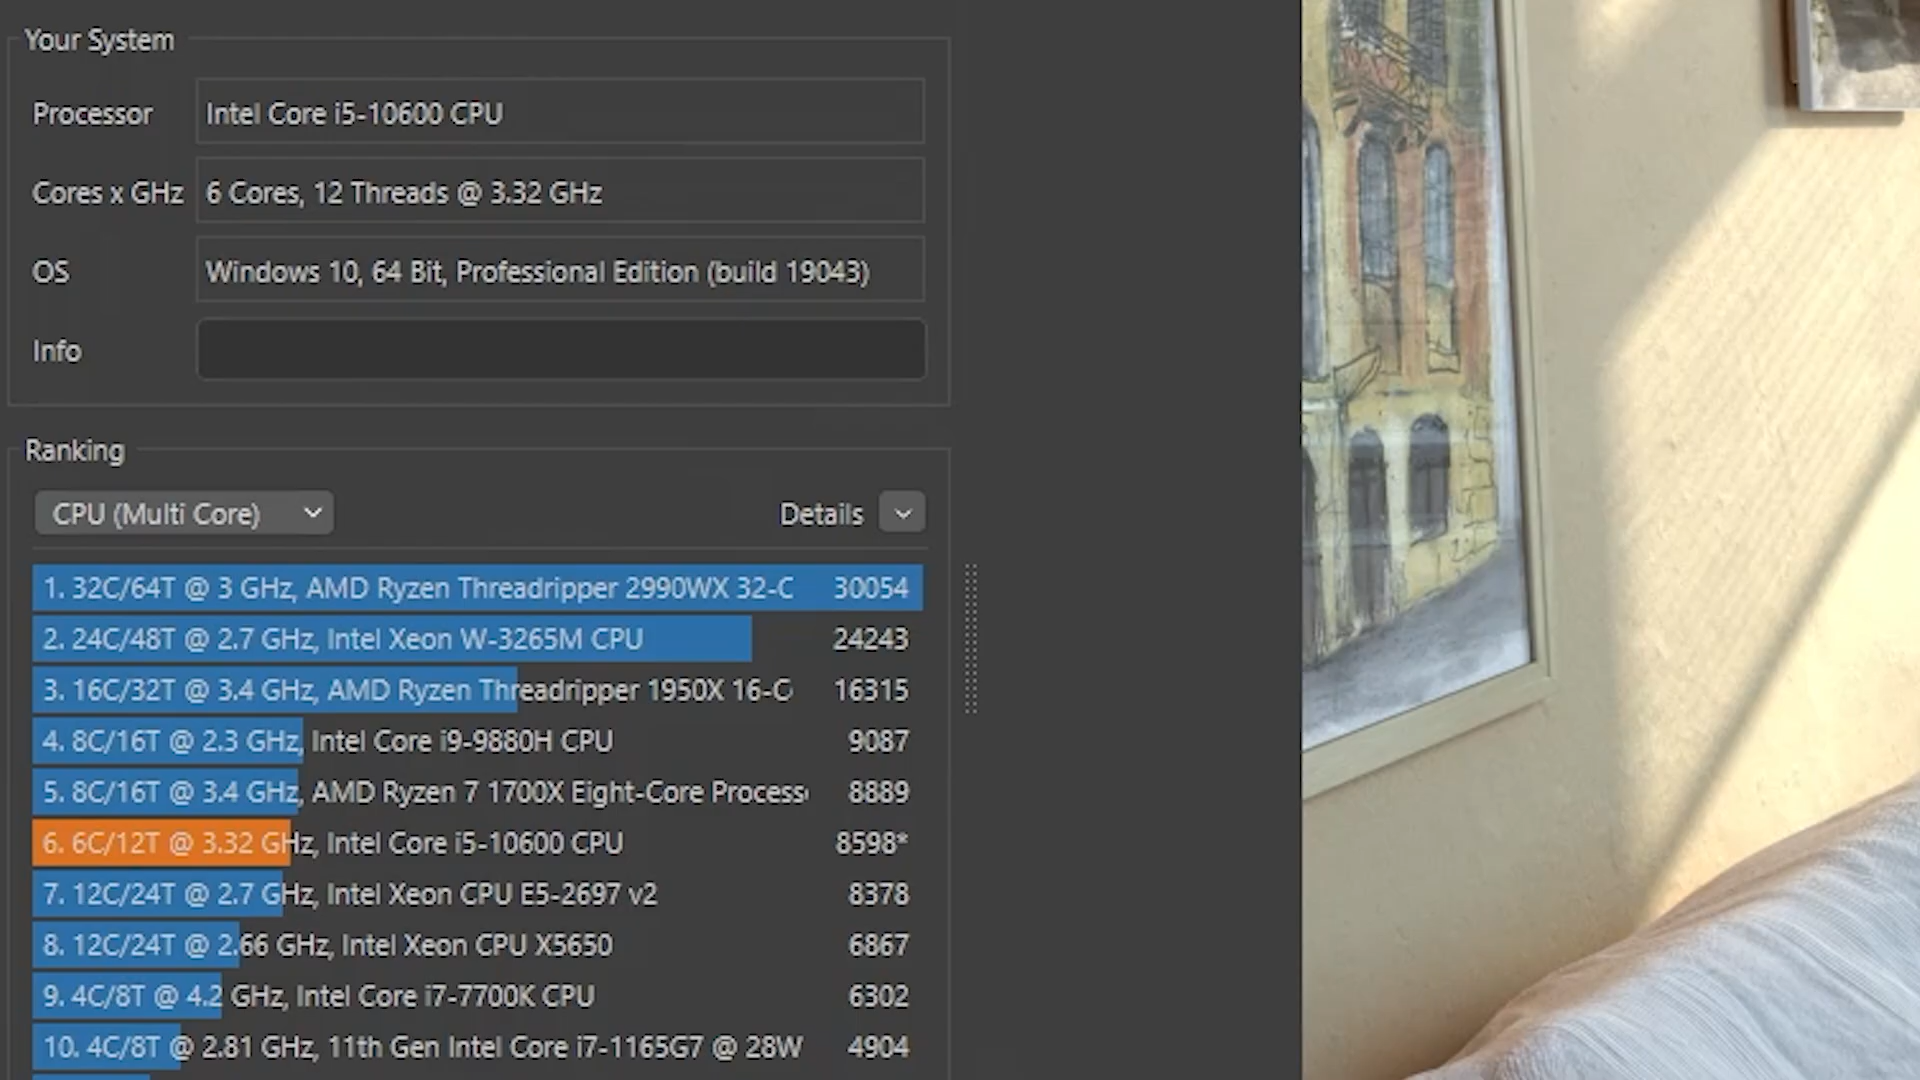 Your System
Processor Intel Core i5-10600 CPU
Cores x GHz 6 Cores, 12 Threads @ 3.32 GHz
OS Windows 10, 64 Bit, Professional Edition (build 19043)
Info
Ranking
CPU (Multi Core) Details
1. 32C/64T @ 3 GHz, AMD Ryzen Threadripper 2990WX 32-C 30054
2. 24C/48T @ 2.7 GHz, Intel Xeon W-3265M CPU 24243
3. 16C/32T @ 3.4 GHz, AMD Ryzen Threadripper 1950X 16-C 16315
4. 8C/16T @ 2.3 GHz, Intel Core i9-9880H CPU 9087
5. 8C/16T @ 3.4 GHz, AMD Ryzen 7 1700X Eight-Core Process 8889
6. 6C/12T @ 3.32 GHz, Intel Core i5-10600 CPU 8598*
7. 12C/24T @ 2.7 GHz, Intel Xeon CPU E5-2697 v2 8378
8. 12C/24T @ 2.66 GHz, Intel Xeon CPU X5650 6867
9. 4C/8T @ 4.2 GHz, Intel Core i7-7700K CPU 6302
10. 4C/8T @ 2.81 GHz, 11th Gen Intel Core i7-1165G7 @ 28W 4904